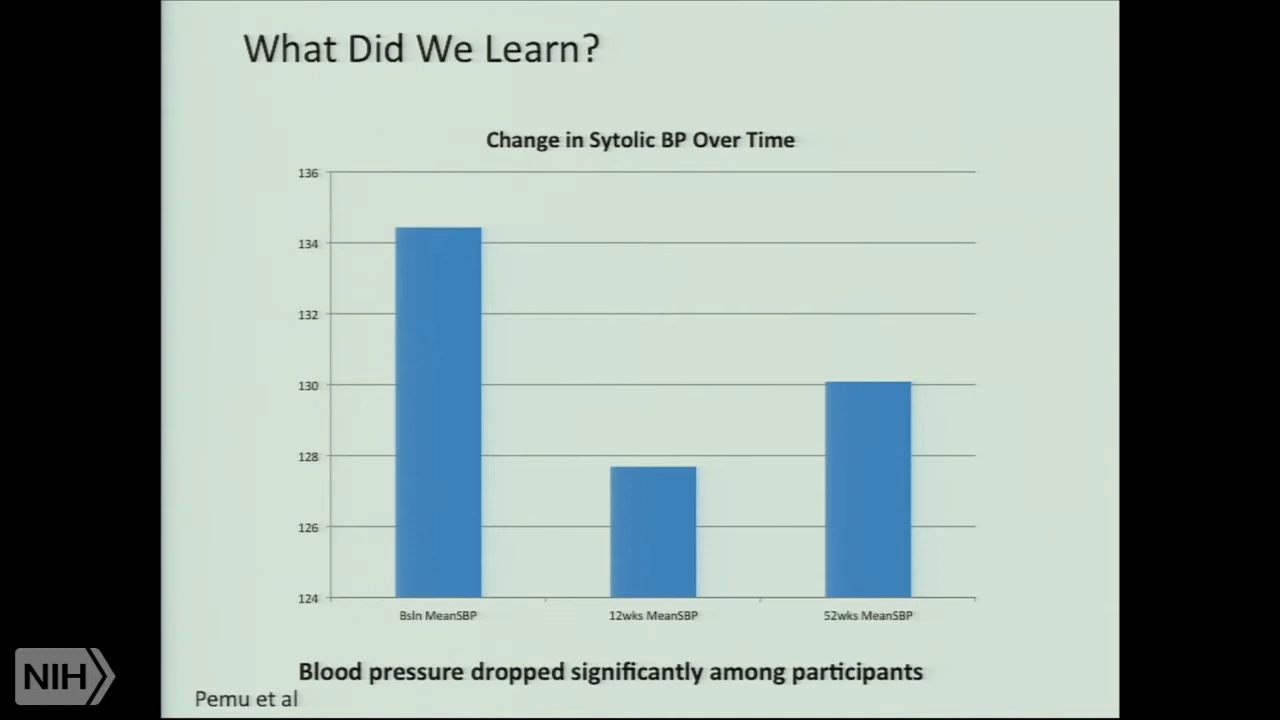 What Did We Learn?
Change in Sytolic BP Over Time
136
134
132
130
128
126
124
Bsln MeanSBP
12wks MeanSBP
52wks MeanSBP
Blood pressure dropped significantly among participants
Pemu et al
NIH